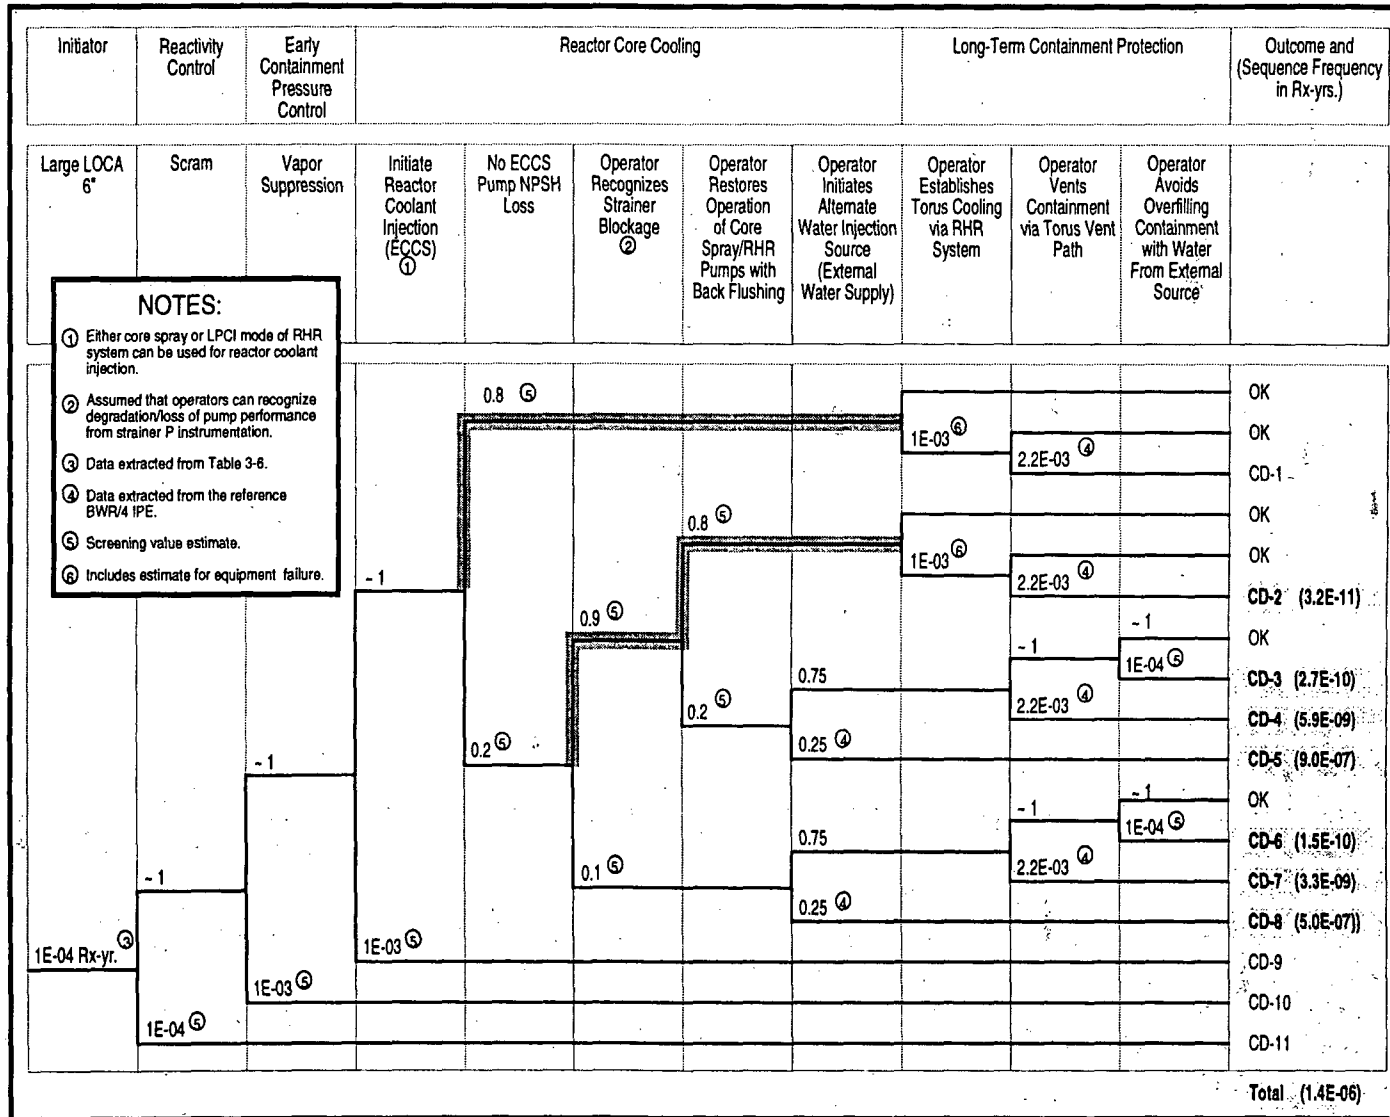 Initiator
Reactivity
Control
Early
Containment
Pressure
Control
Reactor Core Cooling
Long-Term Containment Protection
Outcome and
(Sequence Frequency
in Rx-yrs.)
Large LOCA
6"
Scram
Vapor
Suppression
Initiate
Reactor
Coolant
Injection
(ECCS)
①
No ECCS
Pump NPSH
Loss
Operator
Recognizes
Strainer
Blockage
②
Operator
Restores
Operation
of Core
Spray/RHR
Pumps with
Back Flushing
Operator
Initiates
Alternate
Water Injection
Source
(External
Water Supply)
Operator
Establishes
Torus Cooling
via RHR
System
Operator
Vents
Containment
via Torus Vent
Path
Operator
Avoids
Overfilling
Containment
with Water
From External
Source
NOTES:
① Either core spray or LPCI mode of RHR
system can be used for reactor coolant
injection.
② Assumed that operators can recognize
degradation/loss of pump performance
from strainer P instrumentation.
③ Data extracted from Table 3-6.
④ Data extracted from the reference
BWR/4 IPE.
⑤ Screening value estimate.
⑥ Includes estimate for equipment failure.
0.8 ⑤
OK
1E-03 ⑥
OK
2.2E-03 ④
CD-1
0.8 ⑤
OK
1E-03 ⑥
OK
2.2E-03 ④
~ 1
CD-2 (3.2E-11)
0.9 ⑤
~ 1
OK
~ 1
1E-04 ⑤
CD-3 (2.7E-10)
0.75
0.2 ⑤
2.2E-03 ④
CD-4 (5.9E-09)
0.2 ⑤
0.25 ④
CD-5 (9.0E-07)
~ 1
~ 1
OK
~ 1
1E-04 ⑤
CD-6 (1.5E-10)
0.75
2.2E-03 ④
CD-7 (3.3E-09)
0.1 ⑤
~ 1
0.25 ④
CD-8 (5.0E-07))
1E-04 Rx-yr. ③
1E-03 ⑤
CD-9
1E-03 ⑤
CD-10
1E-04 ⑤
CD-11
Total (1.4E-06)